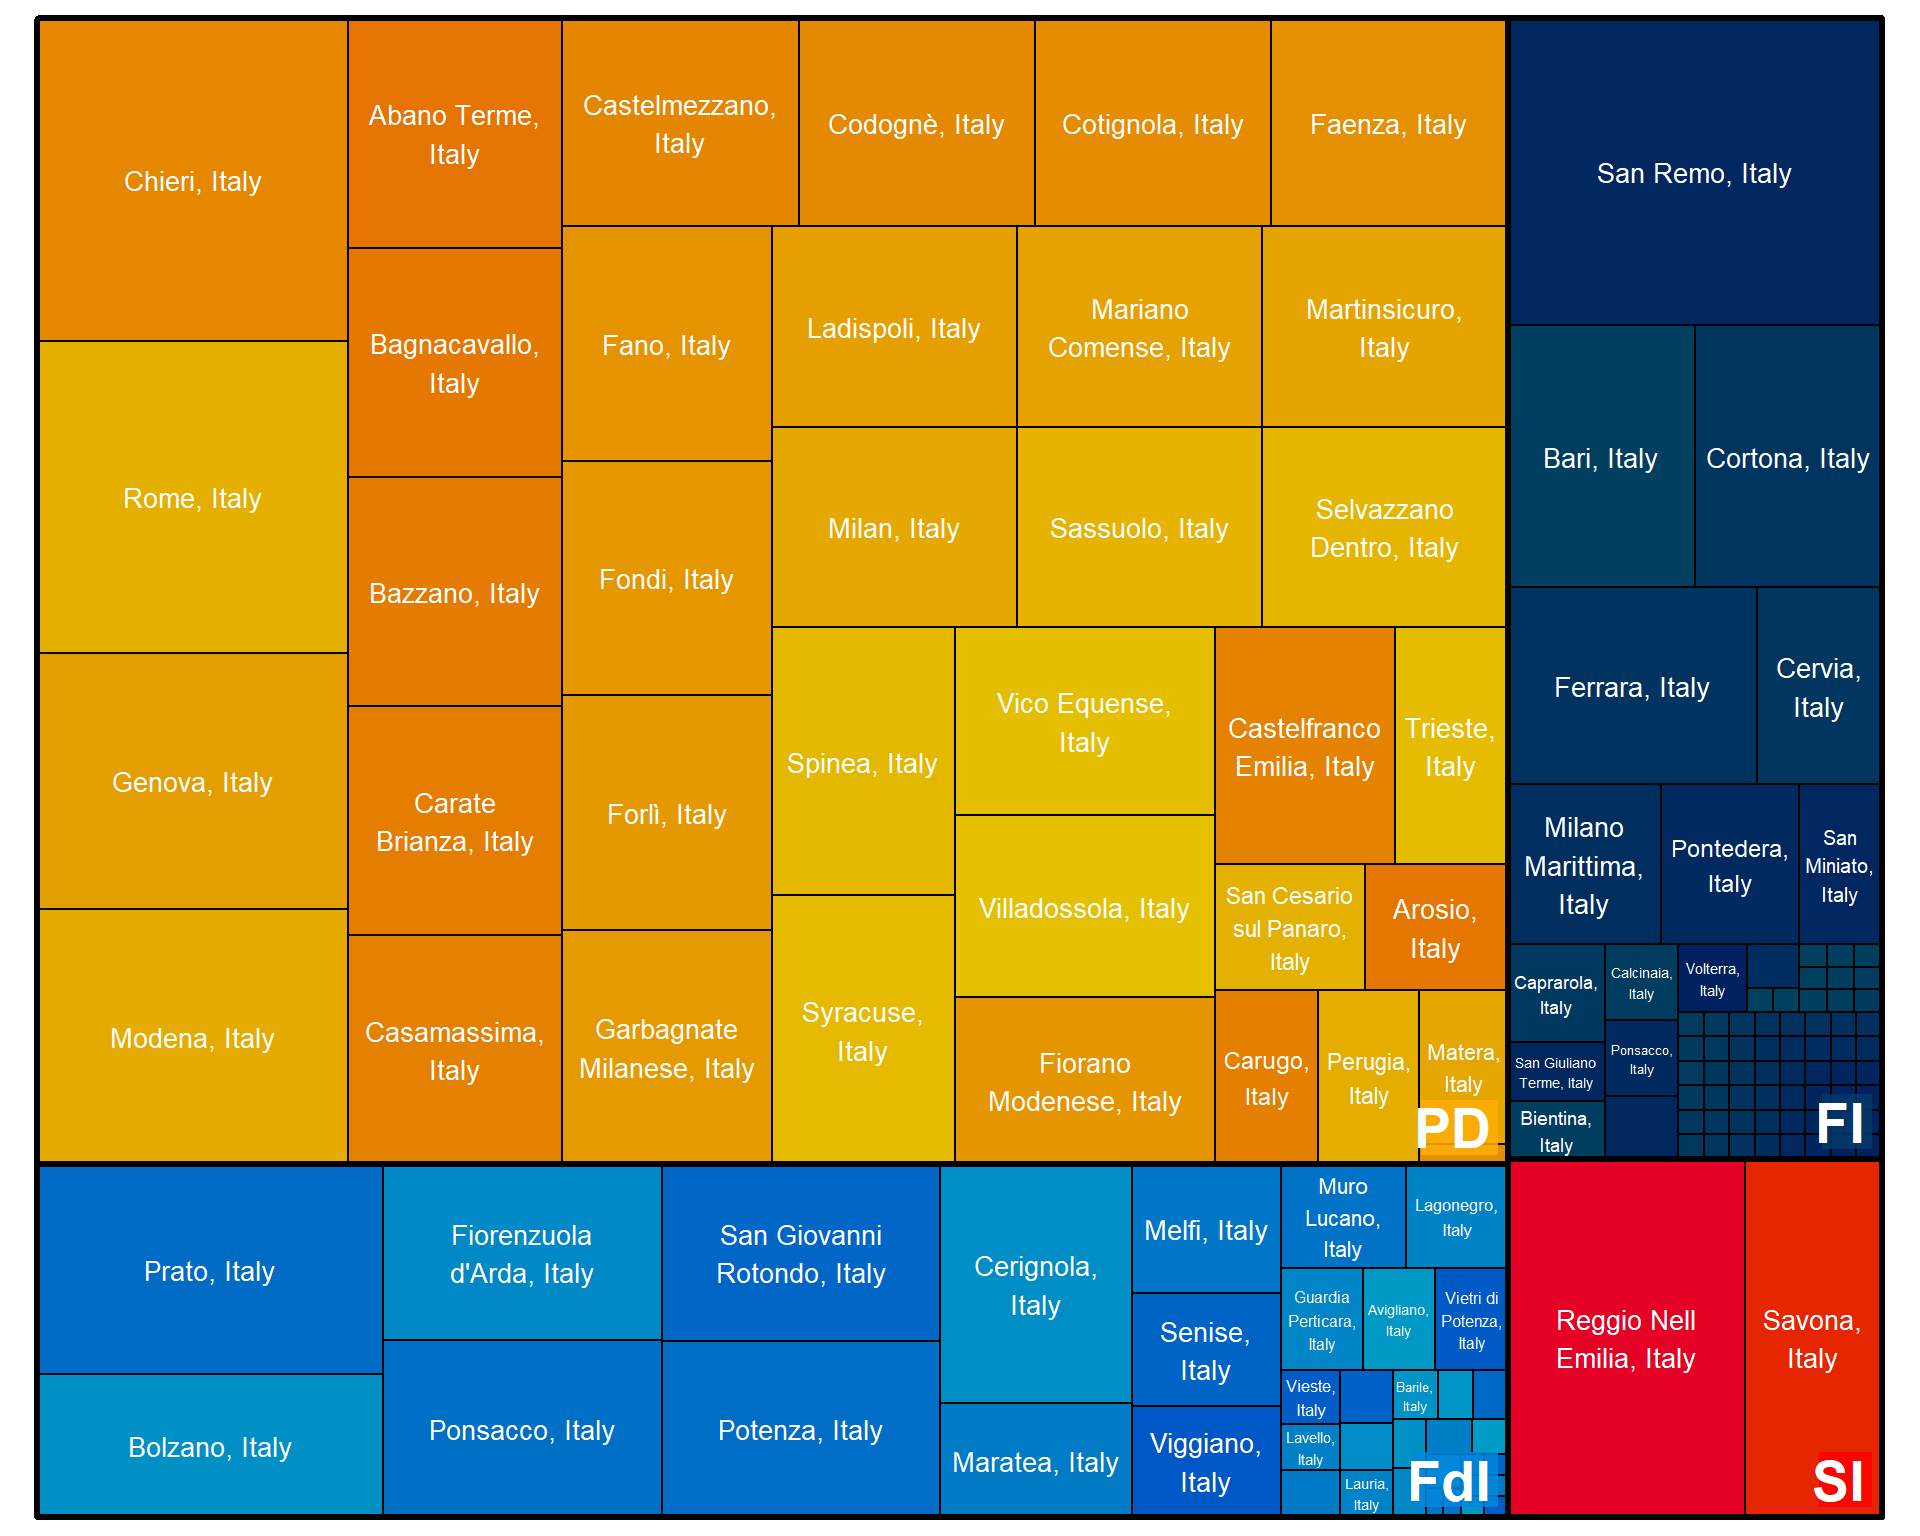 Chieri, Italy
Rome, Italy
Genova, Italy
Modena, Italy
Abano Terme,
Italy
Bagnacavallo,
Italy
Bazzano, Italy
Carate
Brianza, Italy
Casamassima,
Italy
Castelmezzano,
Italy
Codognè, Italy
Cotignola, Italy
Faenza, Italy
Fano, Italy
Fondi, Italy
Forlì, Italy
Garbagnate
Milanese, Italy
Ladispoli, Italy
Mariano
Comense, Italy
Martinsicuro,
Italy
Milan, Italy
Sassuolo, Italy
Selvazzano
Dentro, Italy
Spinea, Italy
Syracuse,
Italy
Vico Equense,
Italy
Villadossola, Italy
Fiorano
Modenese, Italy
Castelfranco
Emilia, Italy
Trieste,
Italy
San Cesario
sul Panaro,
Italy
Arosio,
Italy
Carugo,
Italy
Perugia,
Italy
Matera,
Italy
PD
San Remo, Italy
Bari, Italy
Cortona, Italy
Ferrara, Italy
Cervia,
Italy
Milano
Marittima,
Italy
Pontedera,
Italy
San
Miniato,
Italy
Caprarola,
Italy
San Giuliano
Terme, Italy
Bientina,
Italy
Calcinaia,
Italy
Ponsacco,
Italy
Volterra,
Italy
FI
Prato, Italy
Bolzano, Italy
Fiorenzuola
d'Arda, Italy
Ponsacco, Italy
San Giovanni
Rotondo, Italy
Potenza, Italy
Cerignola,
Italy
Maratea, Italy
Melfi, Italy
Senise,
Italy
Viggiano,
Italy
Muro
Lucano,
Italy
Lagonegro,
Italy
Guardia
Perticara,
Italy
Avigliano,
Italy
Vietri di
Potenza,
Italy
Vieste,
Italy
Lavello,
Italy
Barile,
Italy
Lauria,
Italy
FdI
Reggio Nell
Emilia, Italy
Savona,
Italy
SI